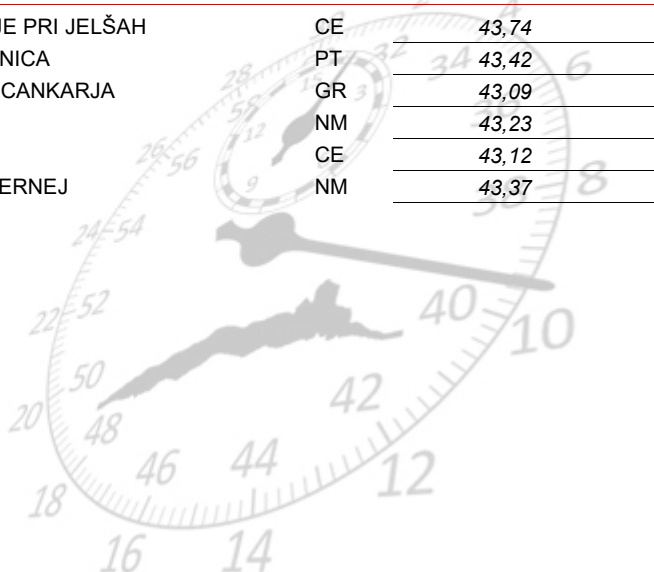 JE PRI JELŠAH CE 43,74
NICA PT 43,42
CANKARJA GR 43,09
NM 43,23
CE 43,12
ERNEJ NM 43,37